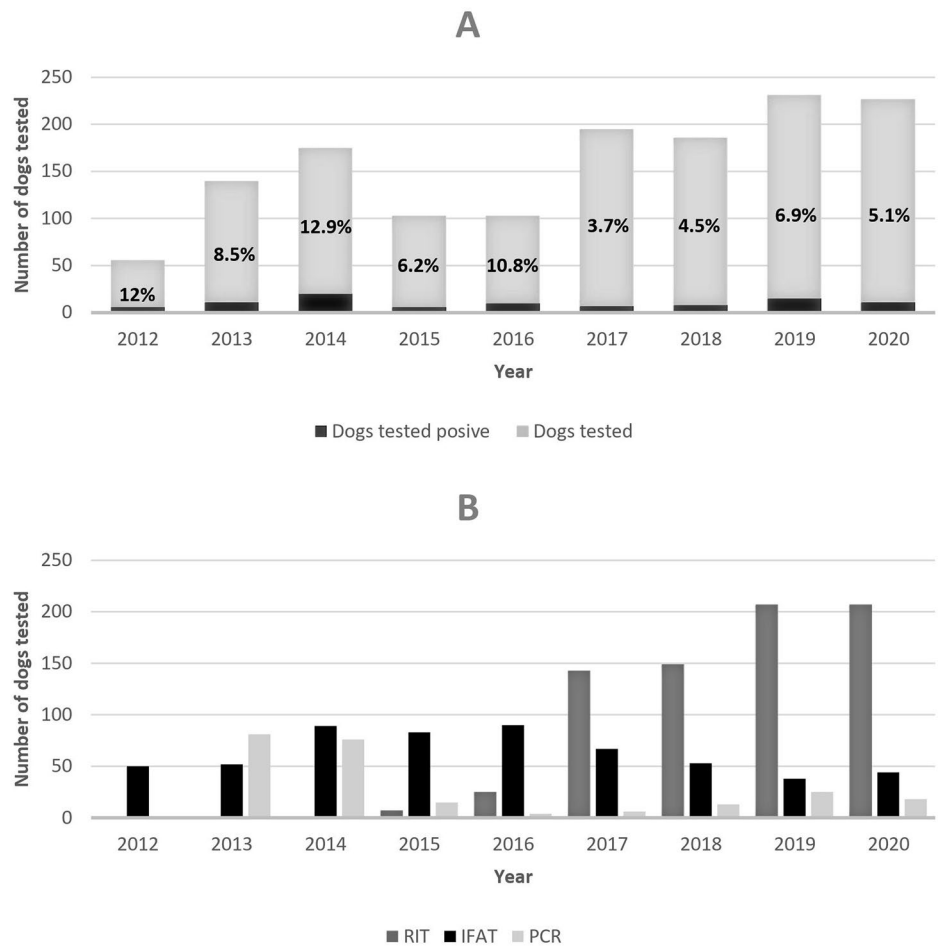 A
Number of dogs tested
250
200
150
100
50
0
12%
8.5%
12.9%
6.2%
10.8%
3.7%
4.5%
6.9%
5.1%
2012 2013 2014 2015 2016 2017 2018 2019 2020
Year
Dogs tested posive Dogs tested
B
Number of dogs tested
250
200
150
100
50
0
2012 2013 2014 2015 2016 2017 2018 2019 2020
Year
RIT IFAT PCR